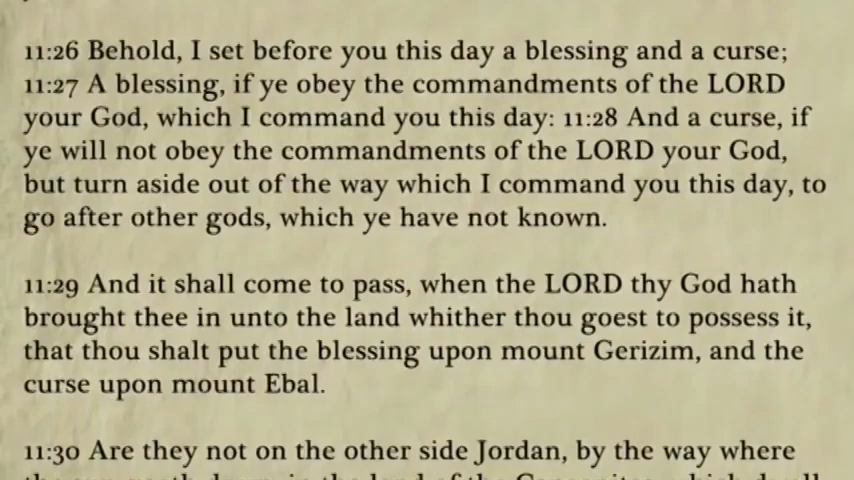 11:26 Behold, I set before you this day a blessing and a curse;
11:27 A blessing, if ye obey the commandments of the LORD
your God, which I command you this day: 11:28 And a curse, if
ye will not obey the commandments of the LORD your God,
but turn aside out of the way which I command you this day, to
go after other gods, which ye have not known.
11:29 And it shall come to pass, when the LORD thy God hath
brought thee in unto the land whither thou goest to possess it,
that thou shalt put the blessing upon mount Gerizim, and the
curse upon mount Ebal.
11:30 Are they not on the other side Jordan, by the way where